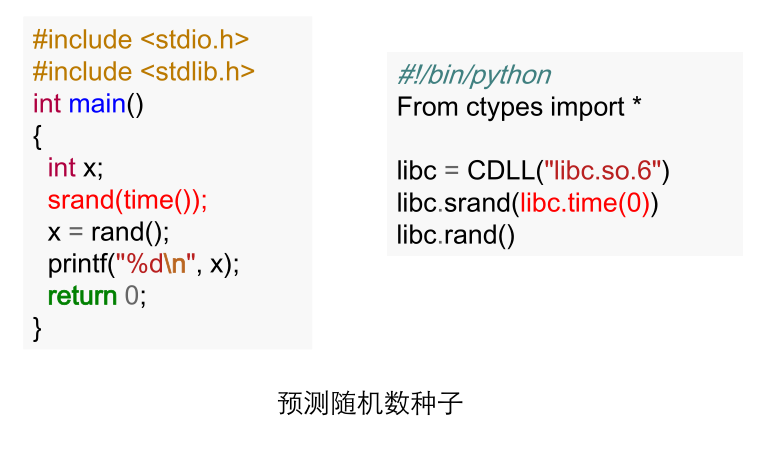 #include <stdio.h>
#include <stdlib.h>
int main()
{
int x;
srand(time());
x = rand();
printf("%d\n", x);
return 0;
}
#!/bin/python
From ctypes import *
libc = CDLL("libc.so.6")
libc.srand(libc.time(0))
libc.rand()
预测随机数种子